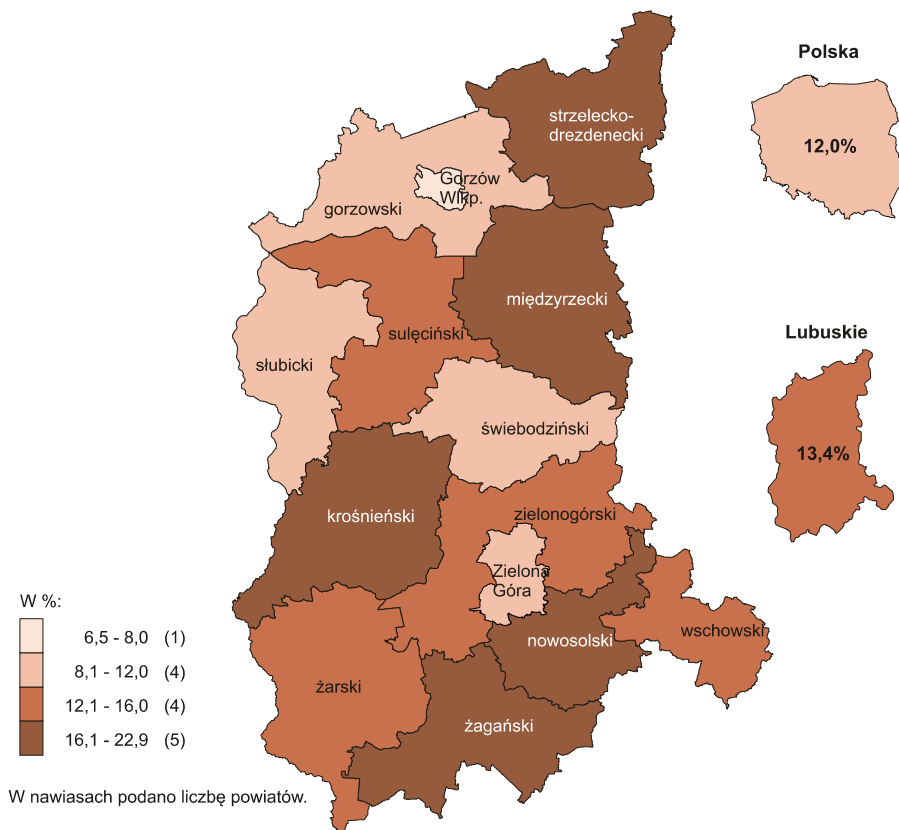 Polska
12,0%
strzelecko-
drezdenecki
Gorzów
Wlkp.
gorzowski
międzyrzecki
sulęciński
słubicki
Lubuskie
13,4%
świebodziński
krośnieński
zielonogórski
Zielona
Góra
nowosolski
wschowski
żarski
żagański
W %:
6,5 - 8,0 (1)
8,1 - 12,0 (4)
12,1 - 16,0 (4)
16,1 - 22,9 (5)
W nawiasach podano liczbę powiatów.